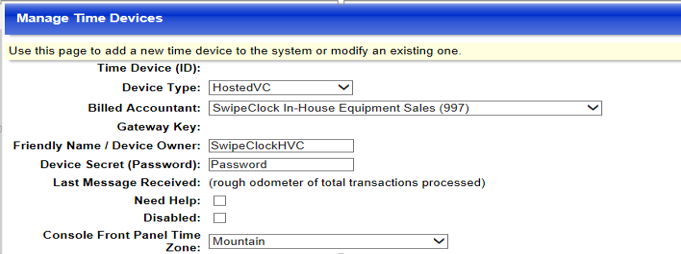 Manage Time Devices
Use this page to add a new time device to the system or modify an existing one.
Time Device (ID):
Device Type: HostedVC
Billed Accountant: SwipeClock In-House Equipment Sales (997)
Gateway Key:
Friendly Name / Device Owner: SwipeClockHVC
Device Secret (Password): Password
Last Message Received: (rough odometer of total transactions processed)
Need Help:
Disabled:
Console Front Panel Time
Zone: Mountain